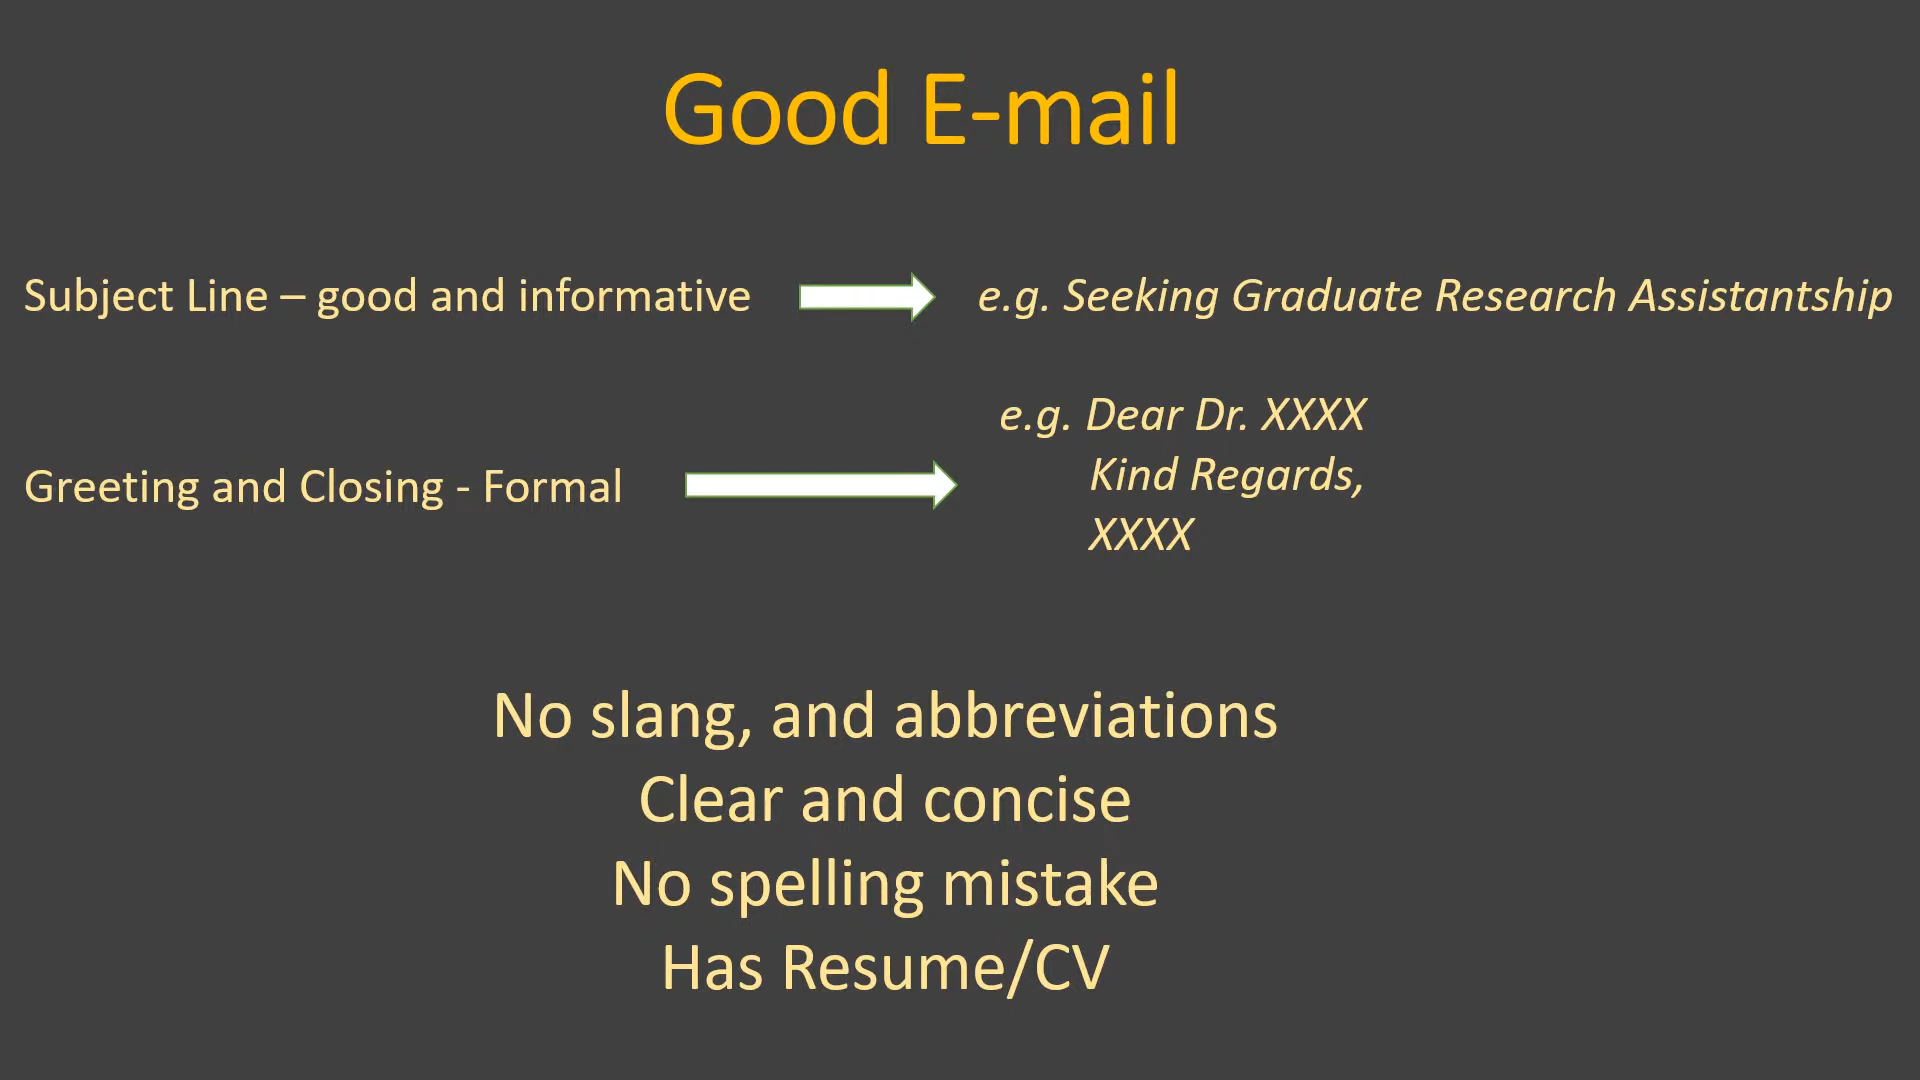 Good E-mail
Subject Line – good and informative
e.g. Seeking Graduate Research Assistantship
Greeting and Closing - Formal
e.g. Dear Dr. XXXX
Kind Regards,
XXXX
No slang, and abbreviations
Clear and concise
No spelling mistake
Has Resume/CV